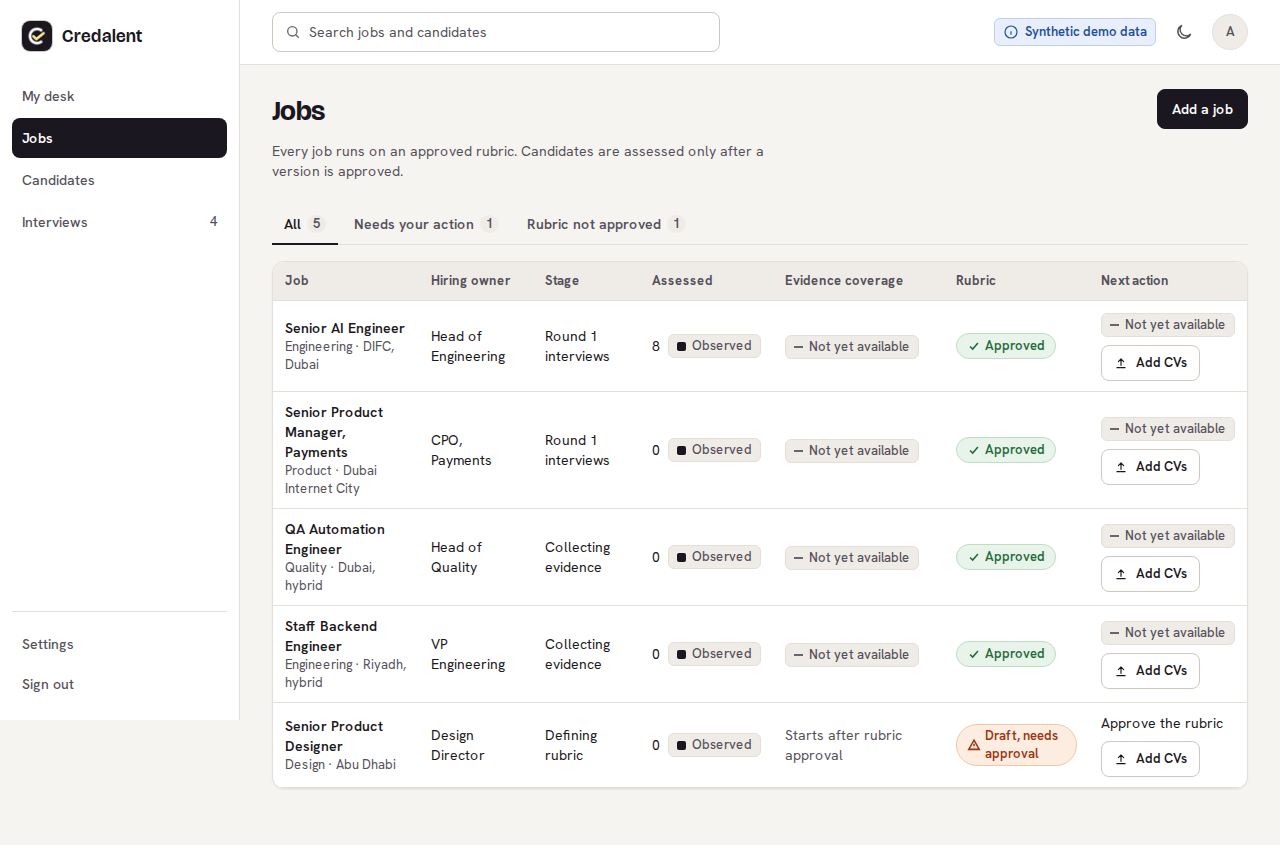 Credalent
Search jobs and candidates
Synthetic demo data
A
My desk
Jobs
Candidates
Interviews 4
Settings
Sign out
Jobs
Add a job
Every job runs on an approved rubric. Candidates are assessed only after a
version is approved.
All 5 Needs your action 1 Rubric not approved 1
Job Hiring owner Stage Assessed Evidence coverage Rubric Next action
Senior AI Engineer
Engineering · DIFC,
Dubai
Head of
Engineering
Round 1
interviews
8 Observed
Not yet available
Approved
Not yet available
Add CVs
Senior Product
Manager,
Payments
Product · Dubai
Internet City
CPO,
Payments
Round 1
interviews
0 Observed
Not yet available
Approved
Not yet available
Add CVs
QA Automation
Engineer
Quality · Dubai,
hybrid
Head of
Quality
Collecting
evidence
0 Observed
Not yet available
Approved
Not yet available
Add CVs
Staff Backend
Engineer
Engineering · Riyadh,
hybrid
VP
Engineering
Collecting
evidence
0 Observed
Not yet available
Approved
Not yet available
Add CVs
Senior Product
Designer
Design · Abu Dhabi
Design
Director
Defining
rubric
0 Observed
Starts after rubric
approval
Draft, needs
approval
Approve the rubric
Add CVs